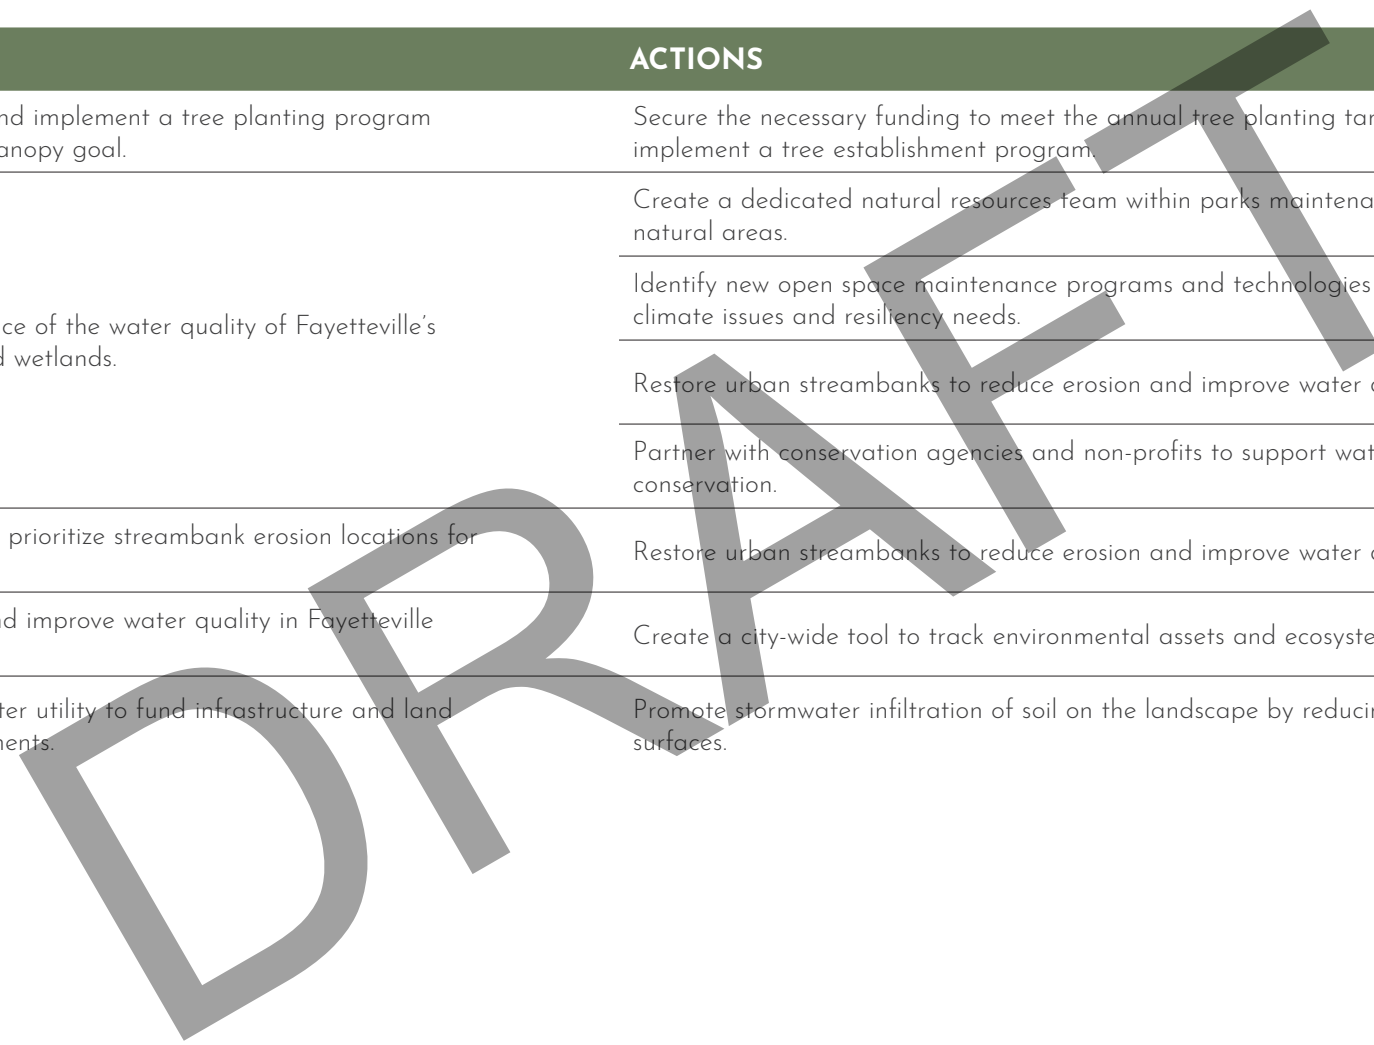 ACTIONS
nd implement a tree planting program
anopy goal.
Secure the necessary funding to meet the annual tree planting tar
implement a tree establishment program.
ce of the water quality of Fayetteville's
d wetlands.
Create a dedicated natural resources team within parks maintena
natural areas.
Identify new open space maintenance programs and technologies
climate issues and resiliency needs.
Restore urban streambanks to reduce erosion and improve water
Partner with conservation agencies and non-profits to support wat
conservation.
prioritize streambank erosion locations for
Restore urban streambanks to reduce erosion and improve water
nd improve water quality in Fayetteville
Create a city-wide tool to track environmental assets and ecosyste
ter utility to fund infrastructure and land
ments.
Promote stormwater infiltration of soil on the landscape by reduci
surfaces.
DRAFT